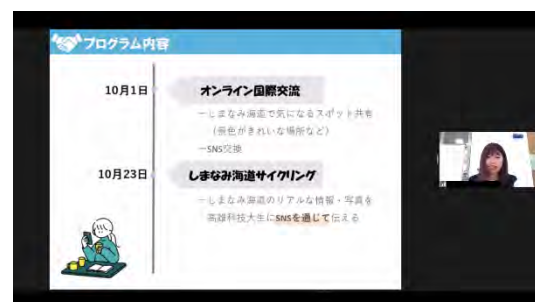 プログラム内容
10月1日
オンライン国際交流
ーしまなみ海道で気になるスポット共有
(景色がきれいな場所など)
ーSNS交換
10月23日
しまなみ海道サイクリング
ーしまなみ海道のリアルな情報・写真を
高雄科技大生にSNSを通じて伝える